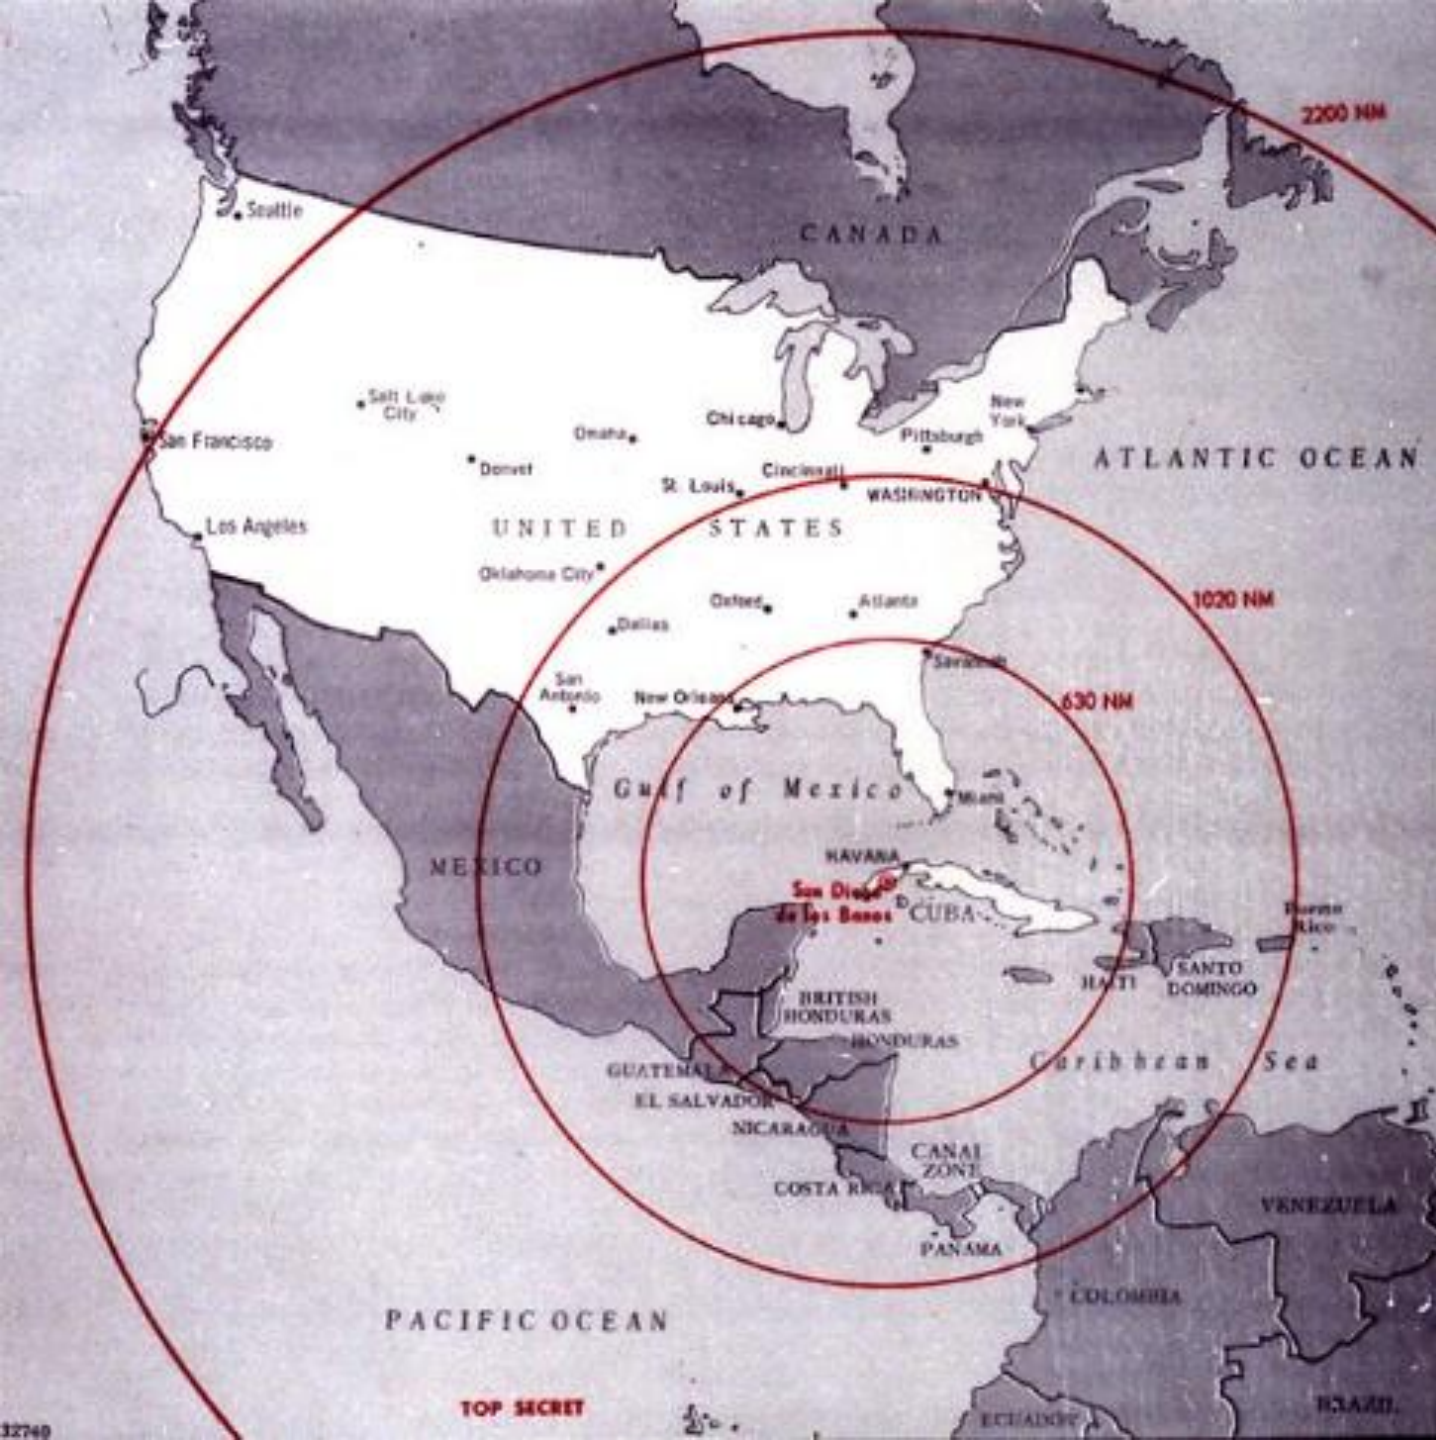 2200 NM
Seattle
CANADA
Salt Lake
City
New
York
San Francisco
Omaha
Chicago
Pittsburgh
ATLANTIC OCEAN
Denver
Cincinnati
St. Louis
WASHINGTON
Los Angeles
UNITED STATES
Oklahoma City
Oxford
Atlanta
1020 NM
Dallas
Savannah
San
Antonio
New Orleans
630 NM
Gulf of Mexico
Miami
HAVANA
MEXICO
San Diego
de los Banos
CUBA
Puerto
Rico
HAITI
SANTO
DOMINGO
BRITISH
HONDURAS
HONDURAS
Caribbean Sea
GUATEMALA
EL SALVADOR
NICARAGUA
CANAL
ZONE
COSTA RICA
VENEZUELA
PANAMA
COLOMBIA
PACIFIC OCEAN
TOP SECRET
ECUADOR
BRAZIL
32740